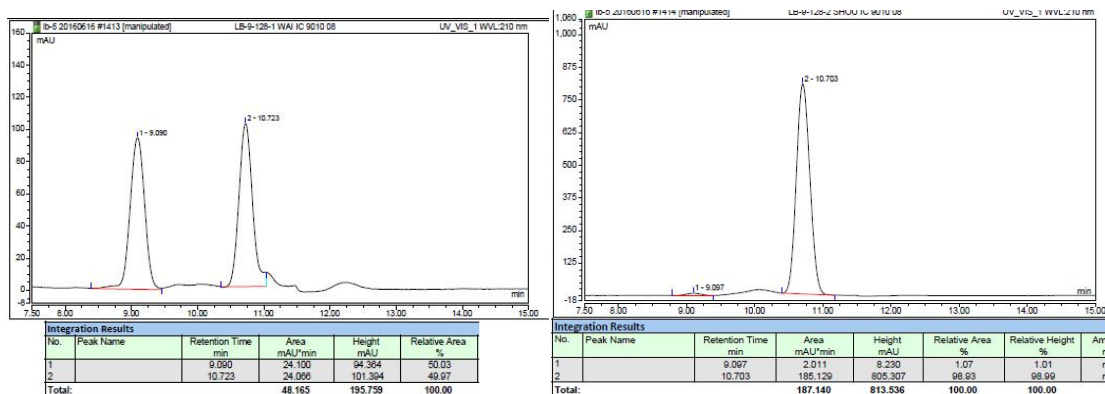 lb-5 20160616 #1413 [manipulated] LB-9-128-1 WAI IC 9010 08 UV_VIS_1 WVL:210 nm
160
mAU
140
120
100
80
60
40
20
0
-8
1 - 9.090
2 - 10.723
min
7.50 8.00 9.00 10.00 11.00 12.00 13.00 14.00 15.00
Integration Results
No. Peak Name Retention Time Area Height Relative Area
min mAU*min mAU %
1 9.090 24.100 94.364 50.03
2 10.723 24.066 101.394 49.97
Total: 48.165 195.759 100.00
lb-5 20160616 #1414 [manipulated] LB-9-128-2 SHOU IC 9010 08 UV_VIS_1 WVL:210 nm
1,060
mAU
875
750
625
500
375
250
125
-18
2 - 10.703
1 - 9.097
min
7.50 8.00 9.00 10.00 11.00 12.00 13.00 14.00 15.00
Integration Results
No. Peak Name Retention Time Area Height Relative Area Relative Height
min mAU*min mAU % %
1 9.097 2.011 8.230 1.07 1.01
2 10.703 185.129 805.307 98.93 98.99
Total: 187.140 813.536 100.00 100.00